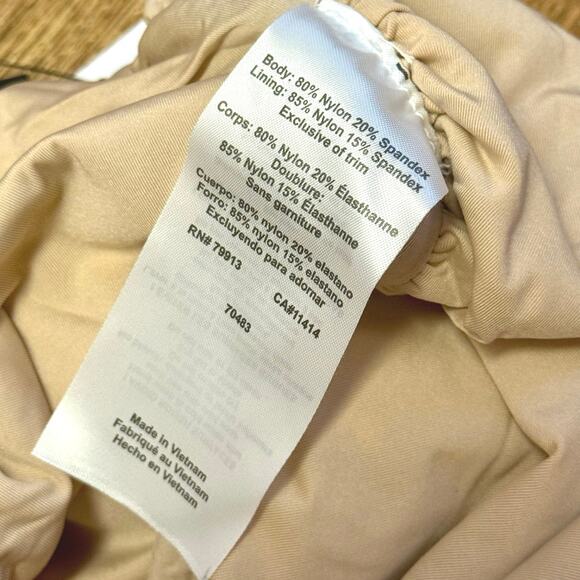 Body: 80% Nylon 20% Spandex
Lining: 85% Nylon 15% Spandex
Exclusive of trim
Corps: 80% Nylon 20% Élasthanne
Doublure:
85% Nylon 15% Élasthanne
Sans garniture
Cuerpo: 80% nylon 20% elastano
Forro: 85% nylon 15% elastano
Excluyendo para adornar
RN# 79913 CA#11414
70483
Made in Vietnam
Fabriqué au Vietnam
Hecho en Vietnam